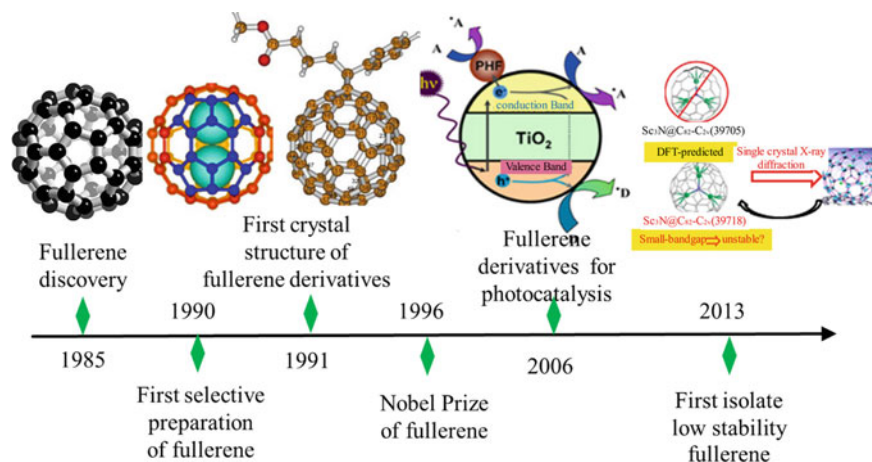 A
A
PHF
hν
e-
conduction Band
•A
•A
TiO2
Valence Band
h+
•D
D
Sc3N@C82-C2v(39705)
DFT-predicted
Single crystal X-ray
diffraction
Sc3N@C82-C2v(39718)
Small-bandgap⇒unstable?
Fullerene
discovery
First crystal
structure of
fullerene derivatives
Fullerene
derivatives for
photocatalysis
1990
1996
2013
1985
1991
2006
First selective
preparation
of fullerene
Nobel Prize
of fullerene
First isolate
low stability
fullerene